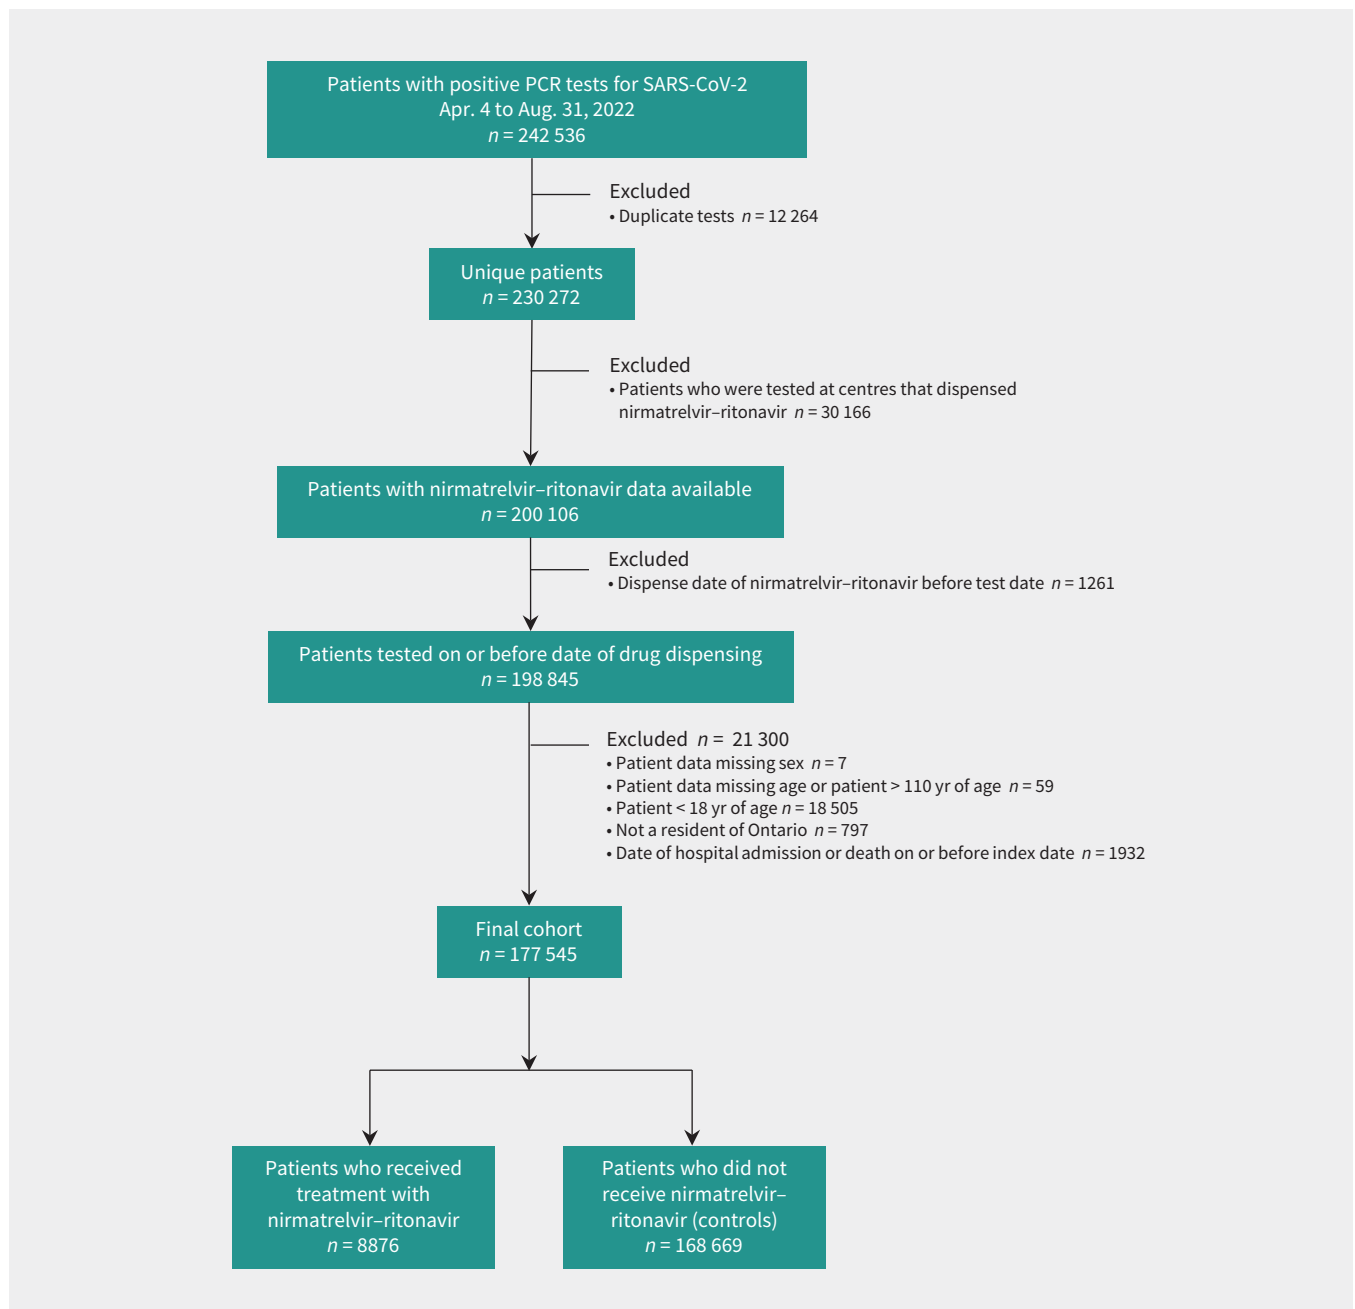 Patients with positive PCR tests for SARS-CoV-2
Apr. 4 to Aug. 31, 2022
n = 242 536
Excluded
• Duplicate tests n = 12 264
Unique patients
n = 230 272
Excluded
• Patients who were tested at centres that dispensed
nirmatrelvir–ritonavir n = 30 166
Patients with nirmatrelvir–ritonavir data available
n = 200 106
Excluded
• Dispense date of nirmatrelvir–ritonavir before test date n = 1261
Patients tested on or before date of drug dispensing
n = 198 845
Excluded n = 21 300
• Patient data missing sex n = 7
• Patient data missing age or patient > 110 yr of age n = 59
• Patient < 18 yr of age n = 18 505
• Not a resident of Ontario n = 797
• Date of hospital admission or death on or before index date n = 1932
Final cohort
n = 177 545
Patients who received
treatment with
nirmatrelvir–ritonavir
n = 8876
Patients who did not
receive nirmatrelvir–
ritonavir (controls)
n = 168 669